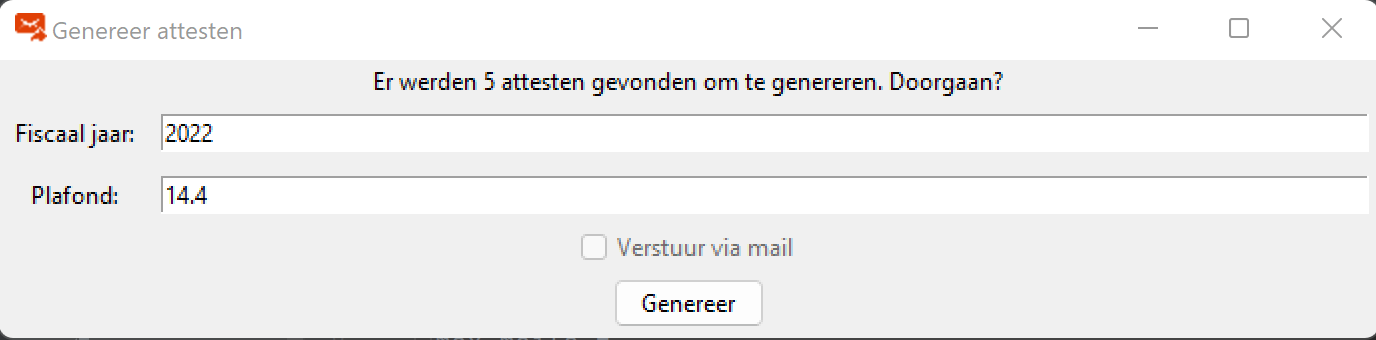 Genereer attesten
Er werden 5 attesten gevonden om te genereren. Doorgaan?
Fiscaal jaar: 2022
Plafond: 14.4
Verstuur via mail
Genereer